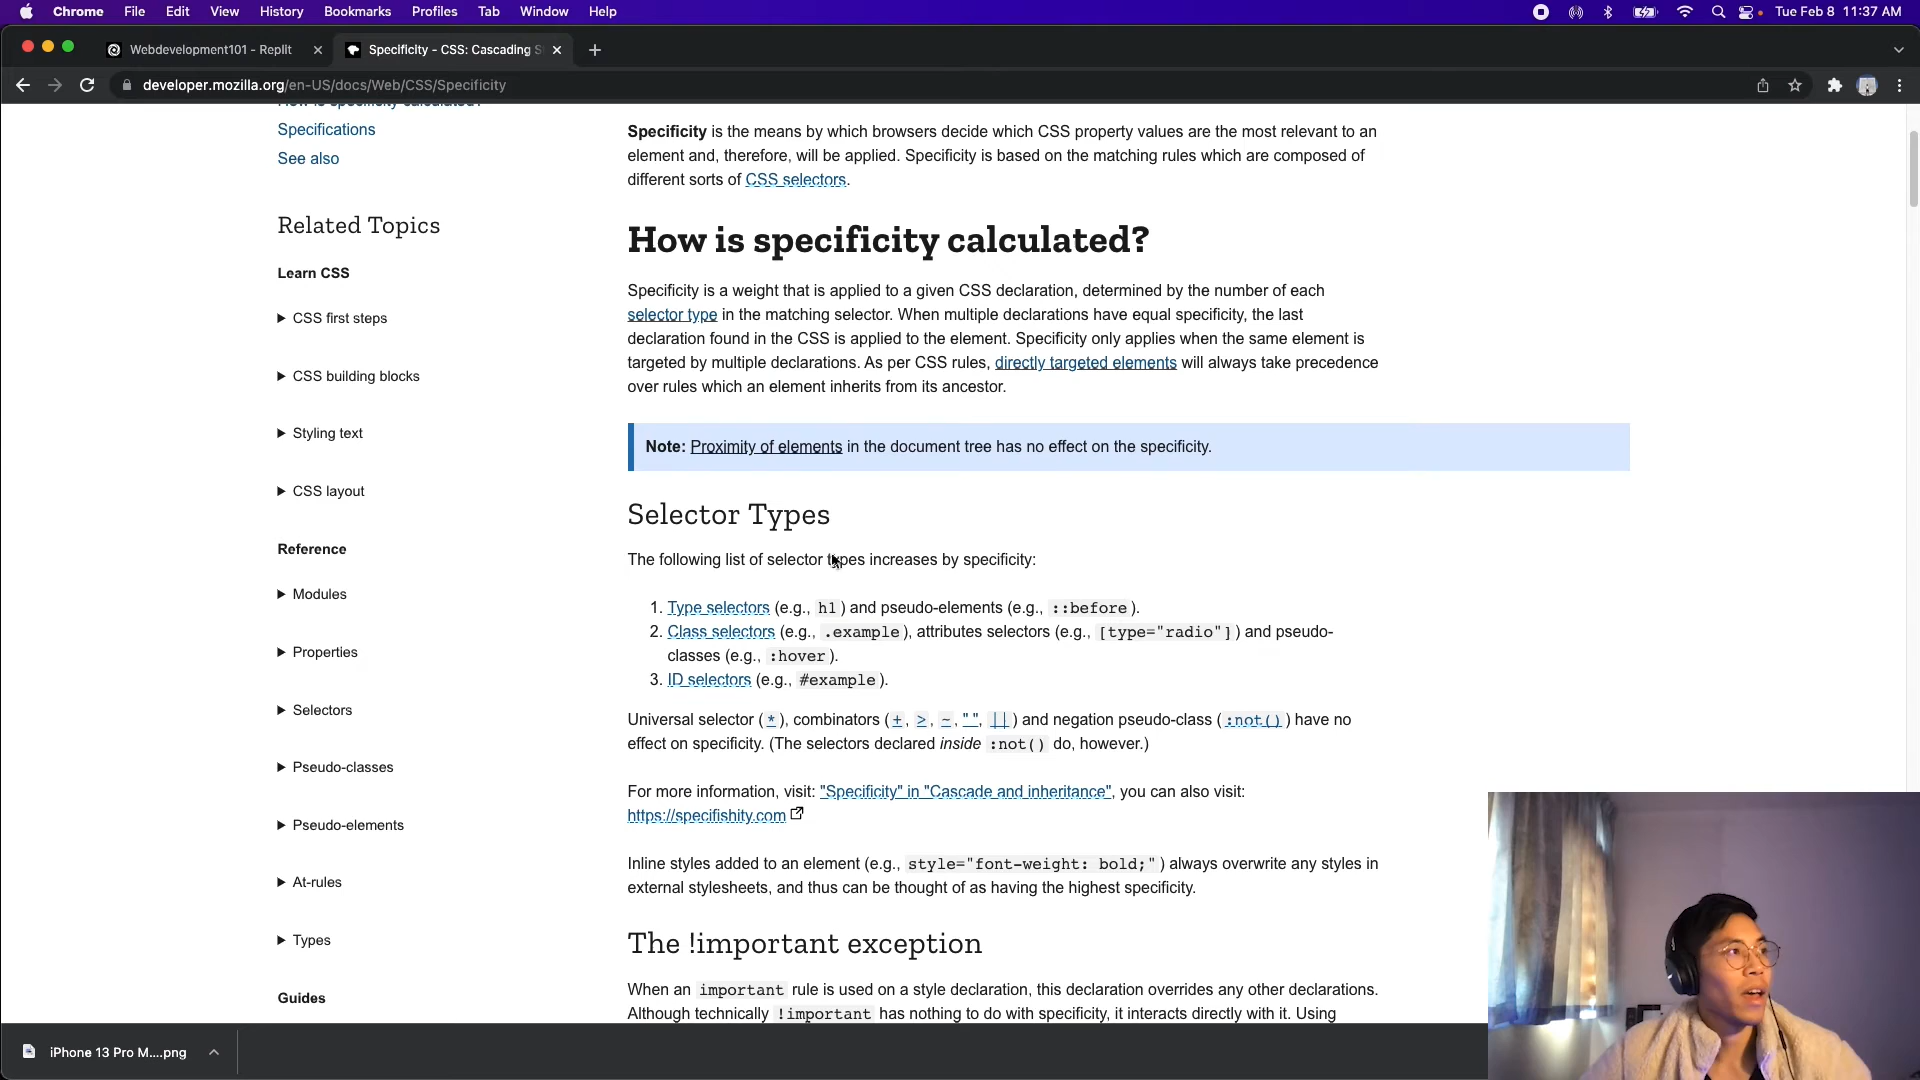 Chrome File Edit View History Bookmarks Profiles Tab Window Help Tue Feb 8 11:37 AM
Webdevelopment101 - Replit
Specificity - CSS: Cascading S
developer.mozilla.org/en-US/docs/Web/CSS/Specificity
How is specificity calculated?
Specifications
See also
Related Topics
Learn CSS
CSS first steps
CSS building blocks
Styling text
CSS layout
Reference
Modules
Properties
Selectors
Pseudo-classes
Pseudo-elements
At-rules
Types
Guides
Specificity is the means by which browsers decide which CSS property values are the most relevant to an
element and, therefore, will be applied. Specificity is based on the matching rules which are composed of
different sorts of CSS selectors.
How is specificity calculated?
Specificity is a weight that is applied to a given CSS declaration, determined by the number of each
selector type in the matching selector. When multiple declarations have equal specificity, the last
declaration found in the CSS is applied to the element. Specificity only applies when the same element is
targeted by multiple declarations. As per CSS rules, directly targeted elements will always take precedence
over rules which an element inherits from its ancestor.
Note: Proximity of elements in the document tree has no effect on the specificity.
Selector Types
The following list of selector types increases by specificity:
1. Type selectors (e.g., h1) and pseudo-elements (e.g., ::before).
2. Class selectors (e.g., .example), attributes selectors (e.g., [type="radio"]) and pseudo-
classes (e.g., :hover).
3. ID selectors (e.g., #example).
Universal selector (*), combinators (+, >, ~, " ", ||) and negation pseudo-class (:not()) have no
effect on specificity. (The selectors declared inside :not() do, however.)
For more information, visit: "Specificity" in "Cascade and inheritance", you can also visit:
https://specifishity.com
Inline styles added to an element (e.g., style="font-weight: bold;") always overwrite any styles in
external stylesheets, and thus can be thought of as having the highest specificity.
The !important exception
When an important rule is used on a style declaration, this declaration overrides any other declarations.
Although technically !important has nothing to do with specificity, it interacts directly with it. Using
iPhone 13 Pro M....png